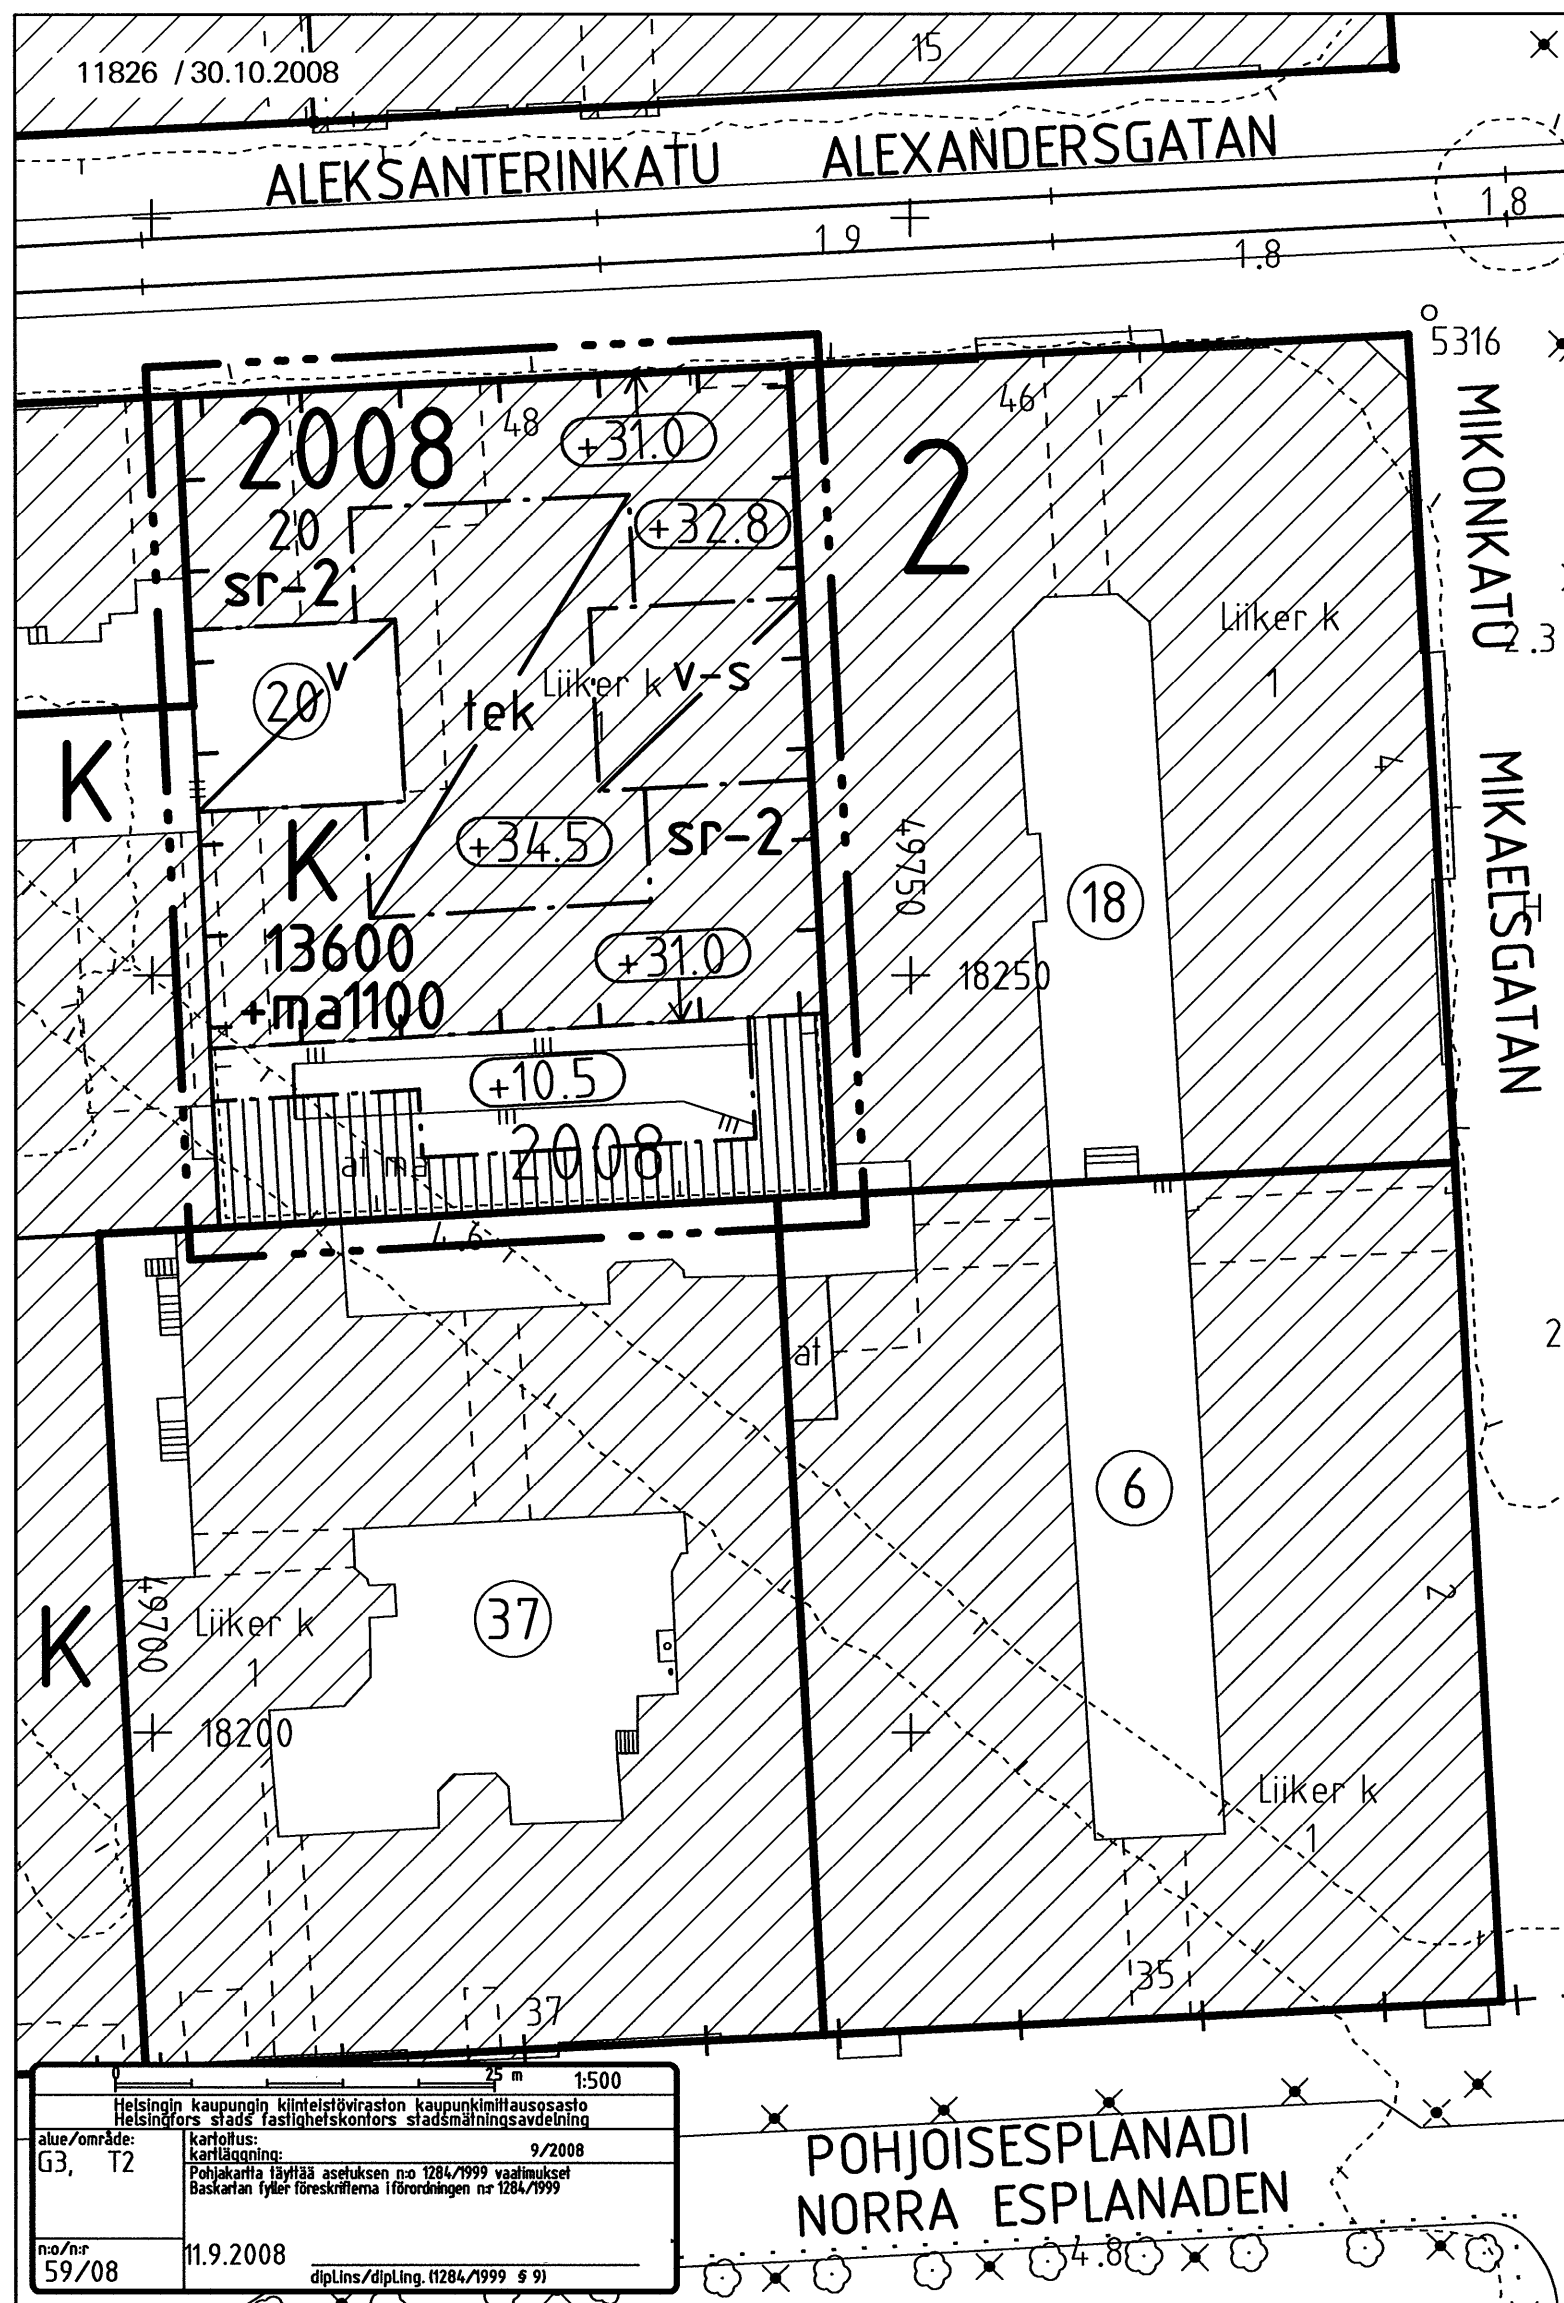 15
11826 / 30.10.2008
ALEKSANTERINKATU ALEXANDERSGATAN
1.8
1.9
1.8
5316
MIKONKATU MIKAELSGATAN
2008
48
+31.0
46
2
20
+32.8
sr-2
Liiker k
1
2.3
20
v
Liiker k
1
v-s
tek
K
4
K
+34.5
sr-2
49750
18
13600
+31.0
18250
+ma1100
+10.5
2008
at ma
4.6
at
2
6
37
49700
Liiker k
1
2
K
18200
Liiker k
1
35
37
0 25 m 1:500
Helsingin kaupungin kiinteistöviraston kaupunkimittausosasto
Helsingfors stads fastighetskontors stadsmätningsavdelning
alue/område:
G3, T2
kartoitus:
kartläggning: 9/2008
Pohjakartta täyttää asetuksen n:o 1284/1999 vaatimukset
Baskartan fyller föreskrifterna i förordningen n:r 1284/1999
n:o/n:r
59/08
11.9.2008
dipl.ins/dipl.ing. (1284/1999 § 9)
POHJOISESPLANADI
NORRA ESPLANADEN
4.8